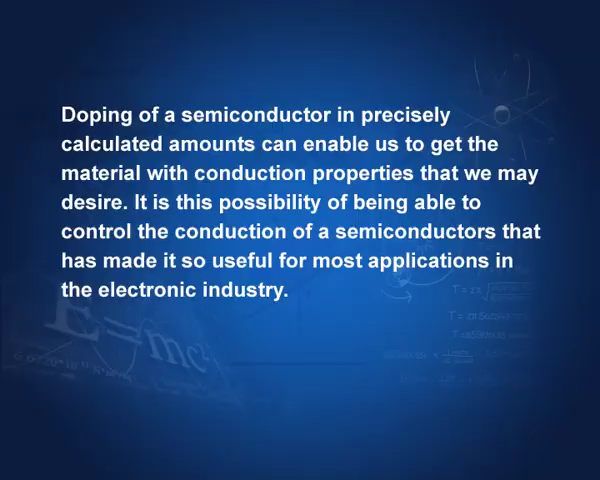 Doping of a semiconductor in precisely
calculated amounts can enable us to get the
material with conduction properties that we may
desire. It is this possibility of being able to
control the conduction of a semiconductors that
has made it so useful for most applications in
the electronic industry.
E=mc²